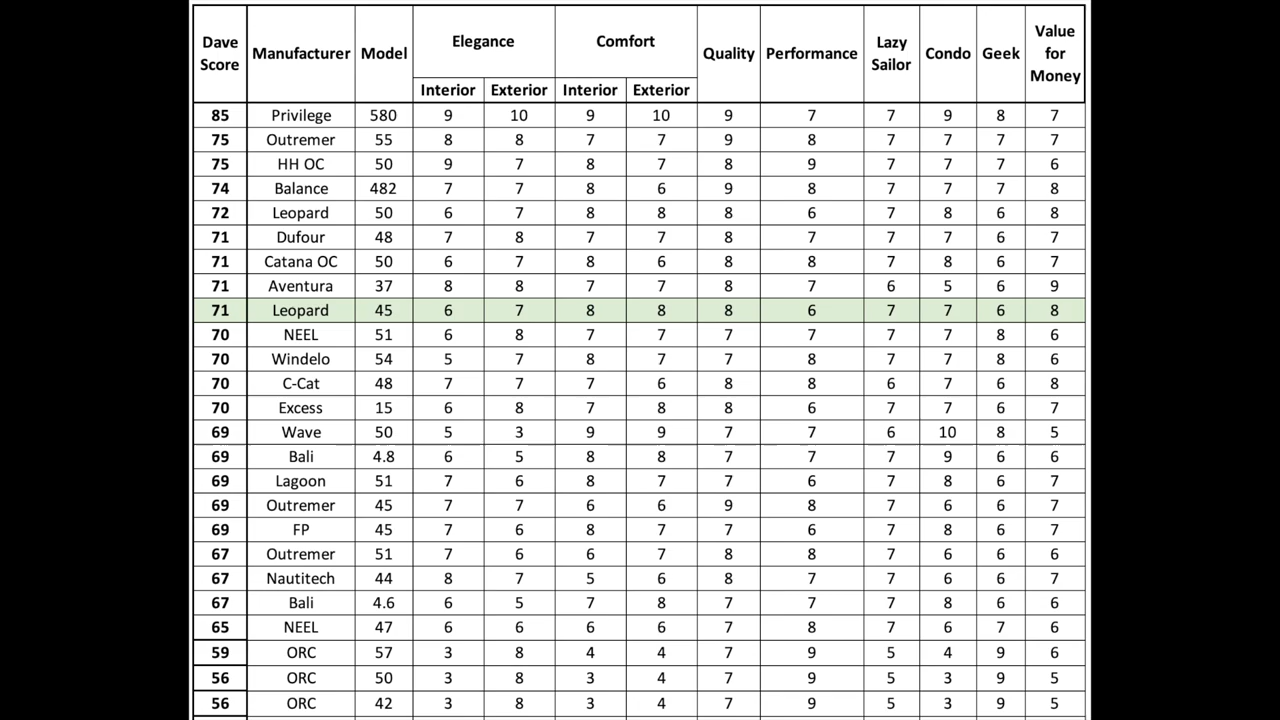 Dave Score Manufacturer Model Elegance Comfort Quality Performance Lazy Sailor Condo Geek Value for Money
Interior Exterior Interior Exterior
85 Privilege 580 9 10 9 10 9 7 7 9 8 7
75 Outremer 55 8 8 7 7 9 8 7 7 7 7
75 HH OC 50 9 7 8 7 8 9 7 7 7 6
74 Balance 482 7 7 8 6 9 8 7 7 7 8
72 Leopard 50 6 7 8 8 8 6 7 8 6 8
71 Dufour 48 7 8 7 7 8 7 7 7 6 7
71 Catana OC 50 6 7 8 6 8 8 7 8 6 7
71 Aventura 37 8 8 7 7 8 7 6 5 6 9
71 Leopard 45 6 7 8 8 8 6 7 7 6 8
70 NEEL 51 6 8 7 7 7 7 7 7 8 6
70 Windelo 54 5 7 8 7 7 8 7 7 8 6
70 C-Cat 48 7 7 7 6 8 8 6 7 6 8
70 Excess 15 6 8 7 8 8 6 7 7 6 7
69 Wave 50 5 3 9 9 7 7 6 10 8 5
69 Bali 4.8 6 5 8 8 7 7 7 9 6 6
69 Lagoon 51 7 6 8 7 7 6 7 8 6 7
69 Outremer 45 7 7 6 6 9 8 7 6 6 7
69 FP 45 7 6 8 7 7 6 7 8 6 7
67 Outremer 51 7 6 6 7 8 8 7 6 6 6
67 Nautitech 44 8 7 5 6 8 7 7 6 6 7
67 Bali 4.6 6 5 7 8 7 7 7 8 6 6
65 NEEL 47 6 6 6 6 7 8 7 6 7 6
59 ORC 57 3 8 4 4 7 9 5 4 9 6
56 ORC 50 3 8 3 4 7 9 5 3 9 5
56 ORC 42 3 8 3 4 7 9 5 3 9 5